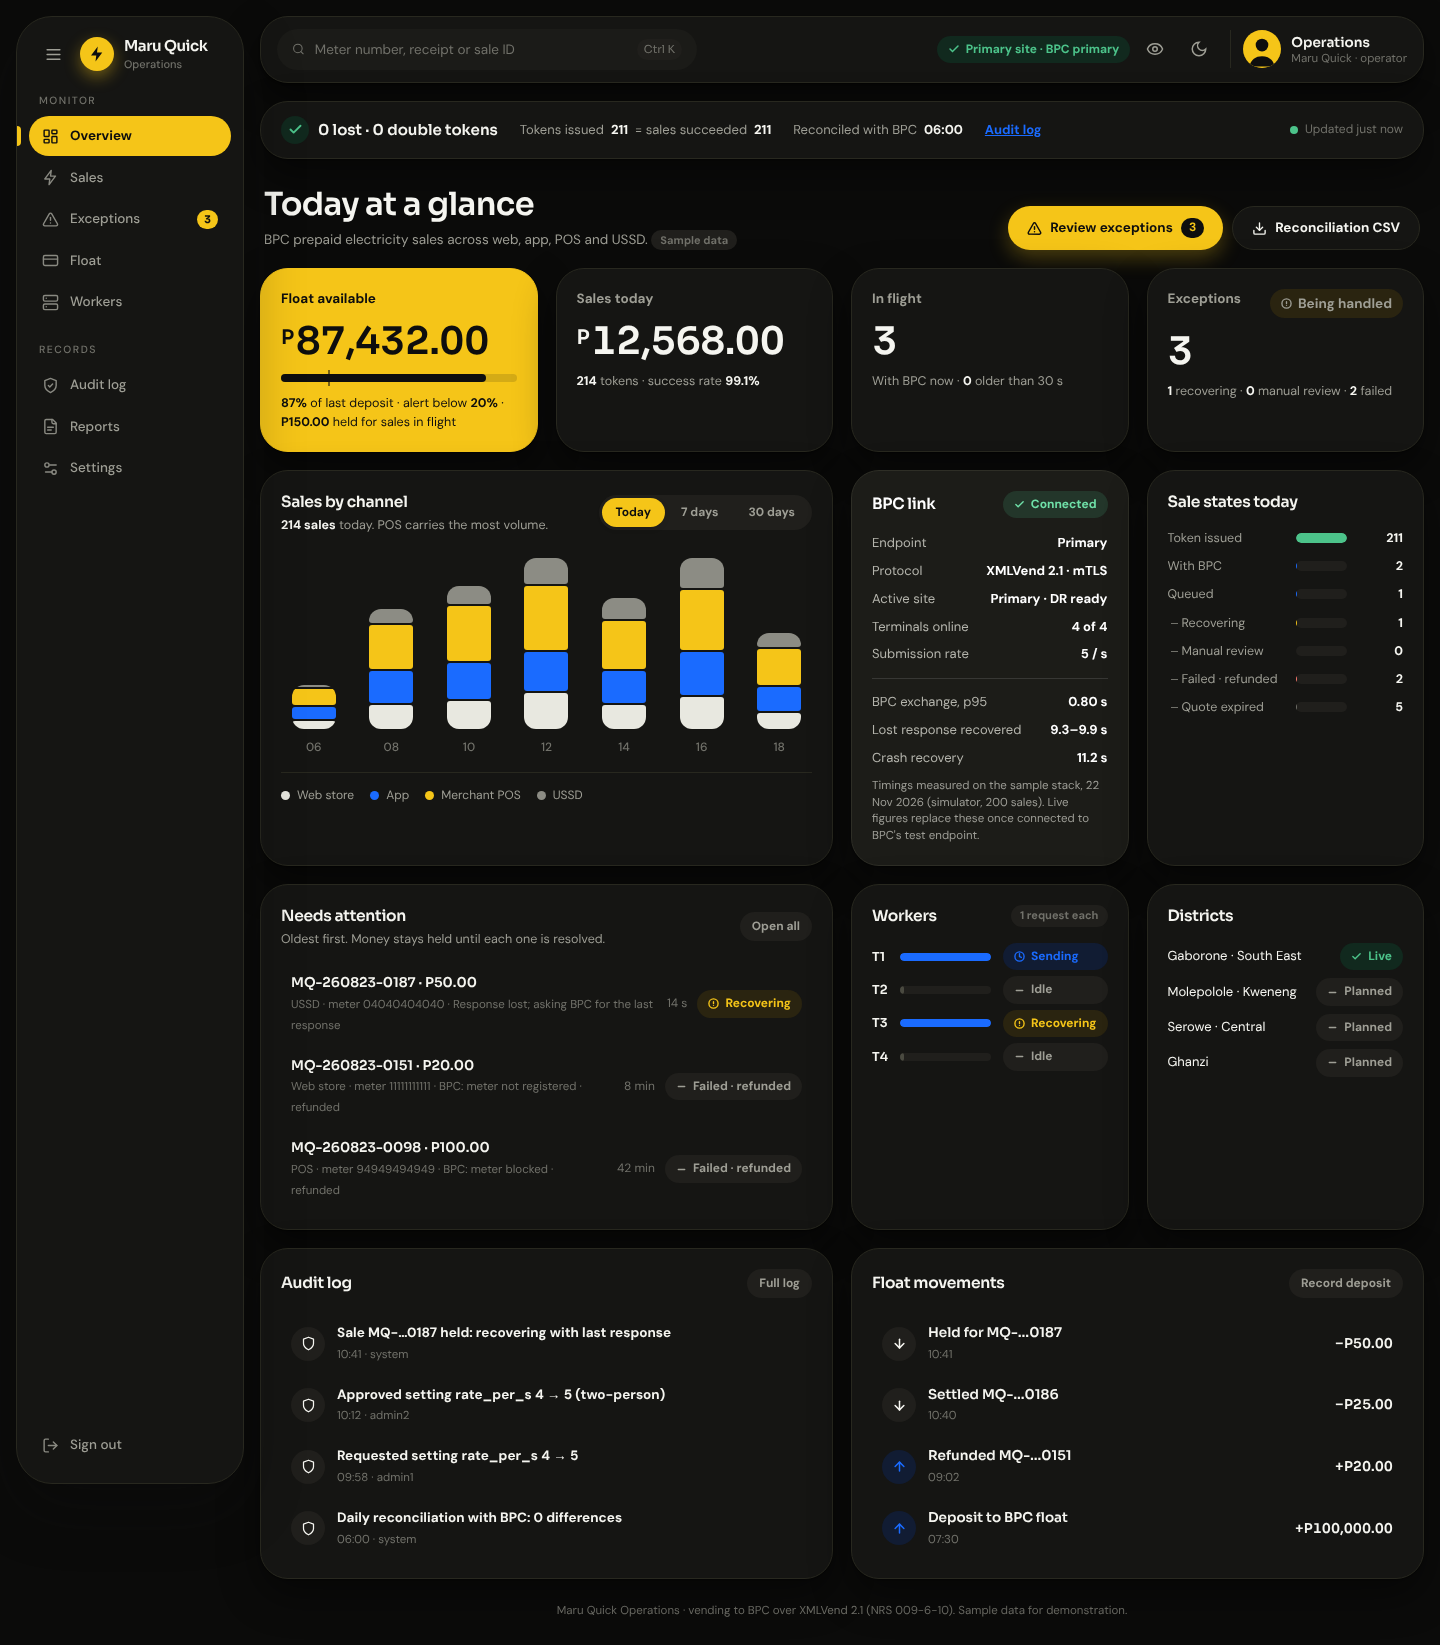 Maru Quick
Operations
MONITOR
Overview
Sales
Exceptions 3
Float
Workers
RECORDS
Audit log
Reports
Settings
Sign out
Meter number, receipt or sale ID Ctrl K
Primary site · BPC primary
Operations
Maru Quick · operator
0 lost · 0 double tokens Tokens issued 211 = sales succeeded 211 Reconciled with BPC 06:00 Audit log Updated just now
Today at a glance
BPC prepaid electricity sales across web, app, POS and USSD. Sample data
Review exceptions 3 Reconciliation CSV
Float available
P87,432.00
87% of last deposit · alert below 20% ·
P150.00 held for sales in flight
Sales today
P12,568.00
214 tokens · success rate 99.1%
In flight
3
With BPC now · 0 older than 30 s
Exceptions Being handled
3
1 recovering · 0 manual review · 2 failed
Sales by channel
214 sales today. POS carries the most volume.
Today 7 days 30 days
06 08 10 12 14 16 18
Web store App Merchant POS USSD
BPC link Connected
Endpoint Primary
Protocol XMLVend 2.1 · mTLS
Active site Primary · DR ready
Terminals online 4 of 4
Submission rate 5 / s
BPC exchange, p95 0.80 s
Lost response recovered 9.3–9.9 s
Crash recovery 11.2 s
Timings measured on the sample stack, 22
Nov 2026 (simulator, 200 sales). Live
figures replace these once connected to
BPC's test endpoint.
Sale states today
Token issued 211
With BPC 2
Queued 1
– Recovering 1
– Manual review 0
– Failed · refunded 2
– Quote expired 5
Needs attention
Oldest first. Money stays held until each one is resolved.
Open all
MQ-260823-0187 · P50.00
USSD · meter 04040404040 · Response lost; asking BPC for the last
response
14 s Recovering
MQ-260823-0151 · P20.00
Web store · meter 11111111111 · BPC: meter not registered ·
refunded
8 min – Failed · refunded
MQ-260823-0098 · P100.00
POS · meter 94949494949 · BPC: meter blocked ·
refunded
42 min – Failed · refunded
Workers 1 request each
T1 Sending
T2 – Idle
T3 Recovering
T4 – Idle
Districts
Gaborone · South East Live
Molepolole · Kweneng – Planned
Serowe · Central – Planned
Ghanzi – Planned
Audit log Full log
Sale MQ-…0187 held: recovering with last response
10:41 · system
Approved setting rate_per_s 4 → 5 (two-person)
10:12 · admin2
Requested setting rate_per_s 4 → 5
09:58 · admin1
Daily reconciliation with BPC: 0 differences
06:00 · system
Float movements Record deposit
Held for MQ-…0187 −P50.00
10:41
Settled MQ-…0186 −P25.00
10:40
Refunded MQ-…0151 +P20.00
09:02
Deposit to BPC float +P100,000.00
07:30
Maru Quick Operations · vending to BPC over XMLVend 2.1 (NRS 009-6-10). Sample data for demonstration.